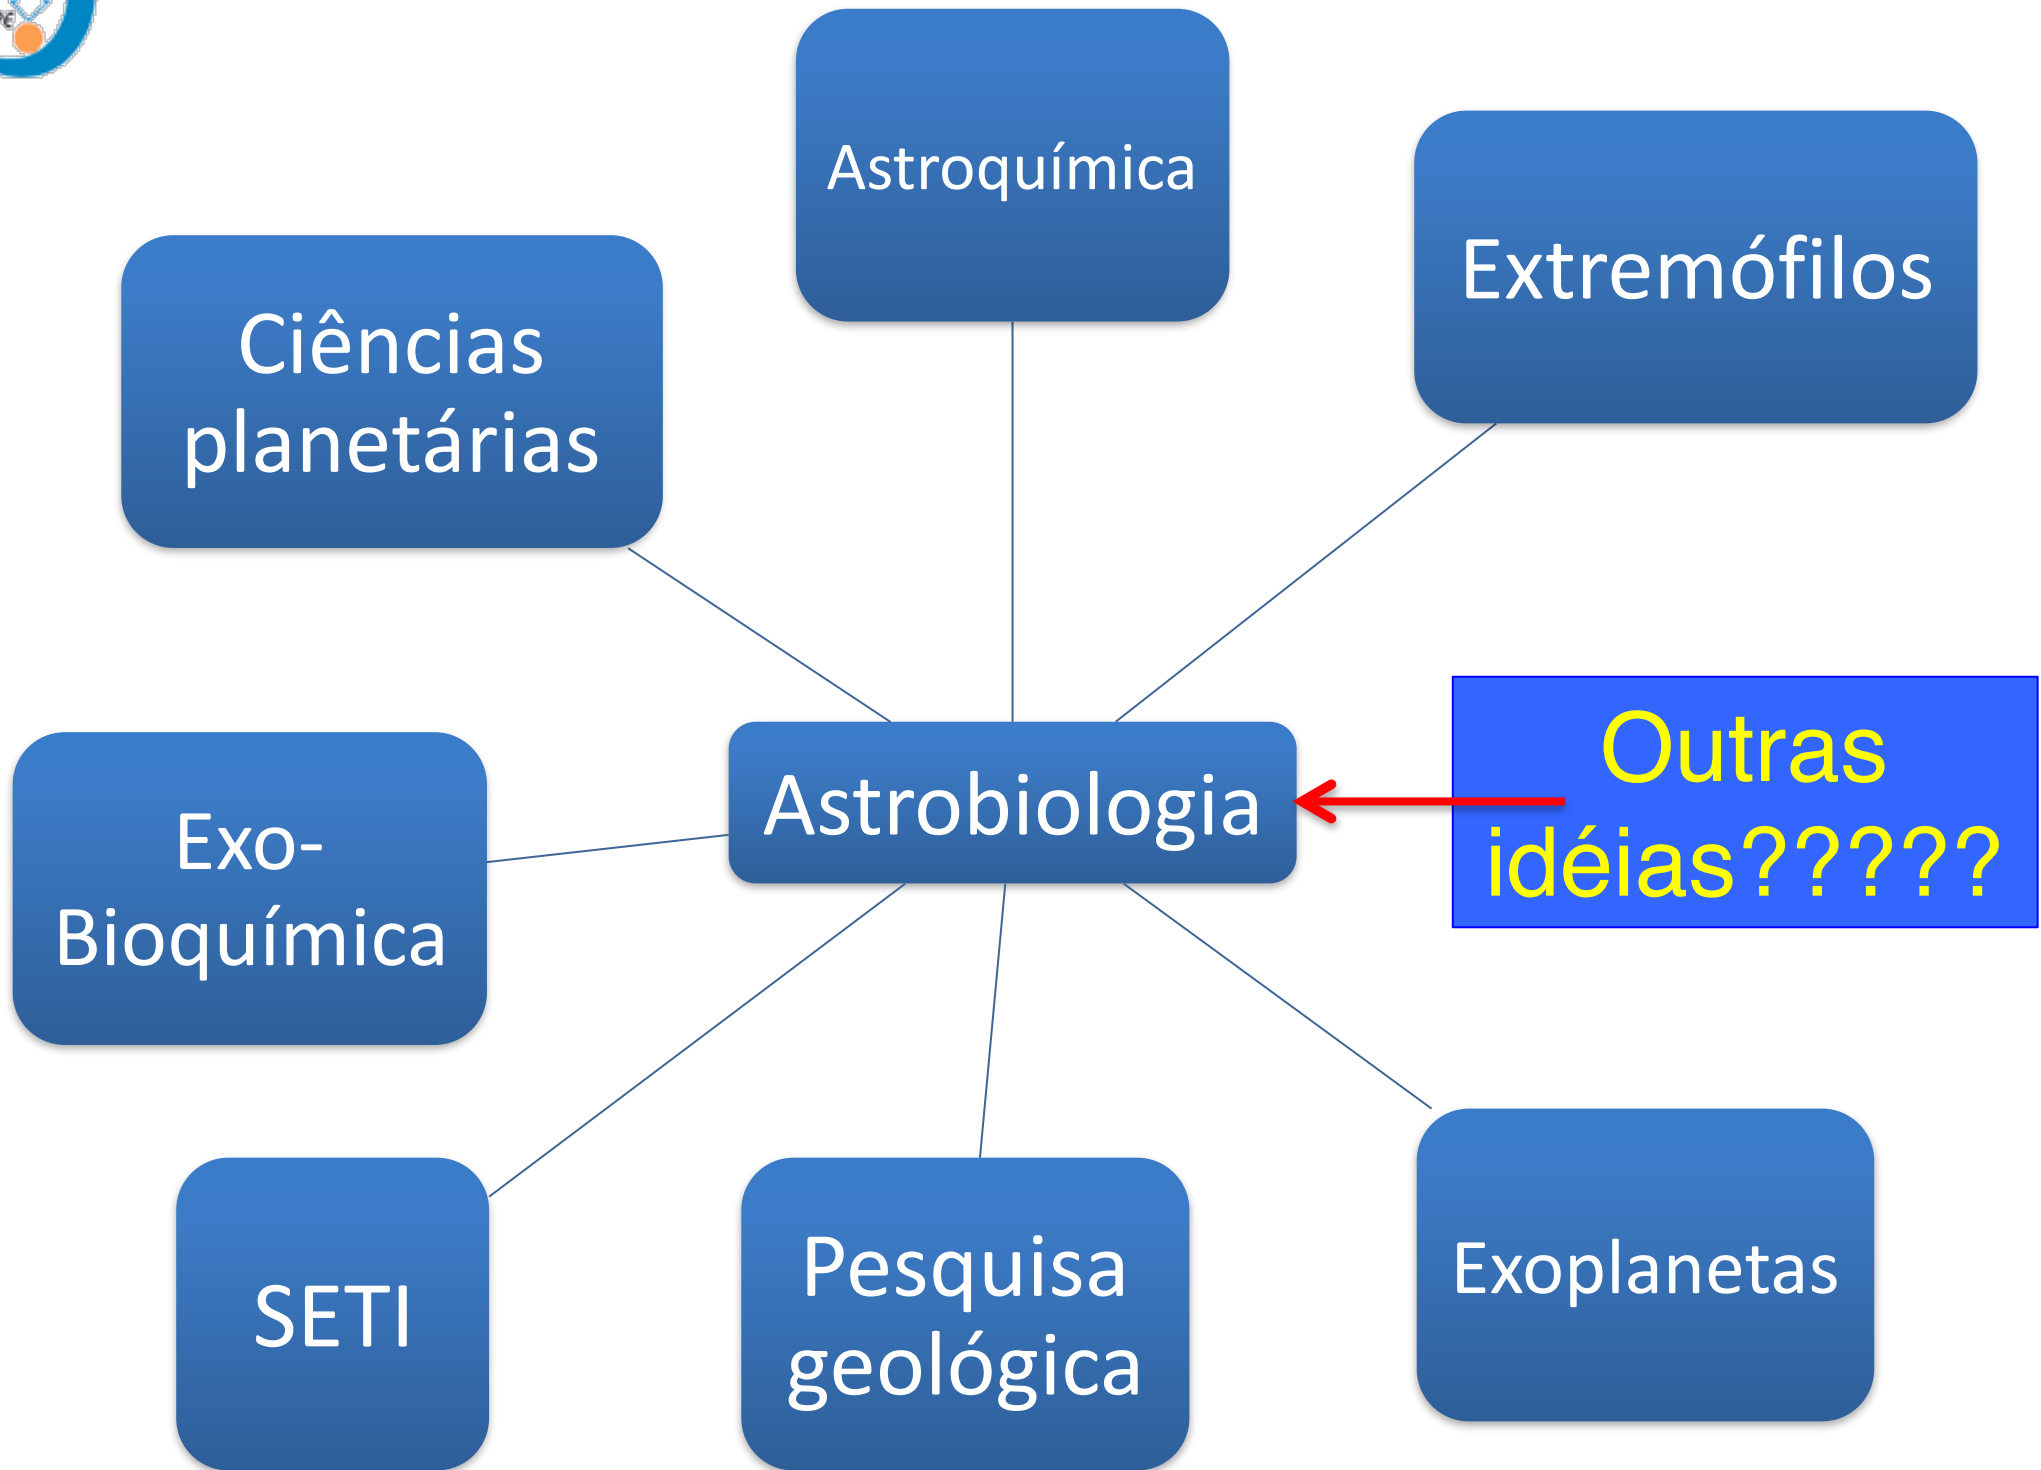 Astroquímica
Extremófilos
Ciências
planetárias
Outras
idéias?????
Astrobiologia
Exo-
Bioquímica
SETI
Pesquisa
geológica
Exoplanetas